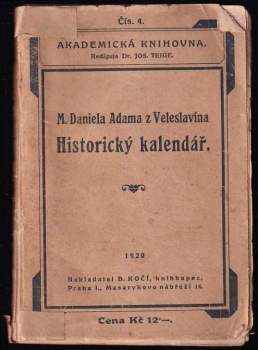 Čís. 4.
AKADEMICKÁ KNIHOVNA.
Rediguje Dr. JOS. TEIGE.
M. Daniela Adama z Veleslavína
Historický kalendář.
1920
Nakladatel B. KOČÍ, knihkupec,
Praha I., Masarykovo nábřeží 14.
Cena Kč 12·—.